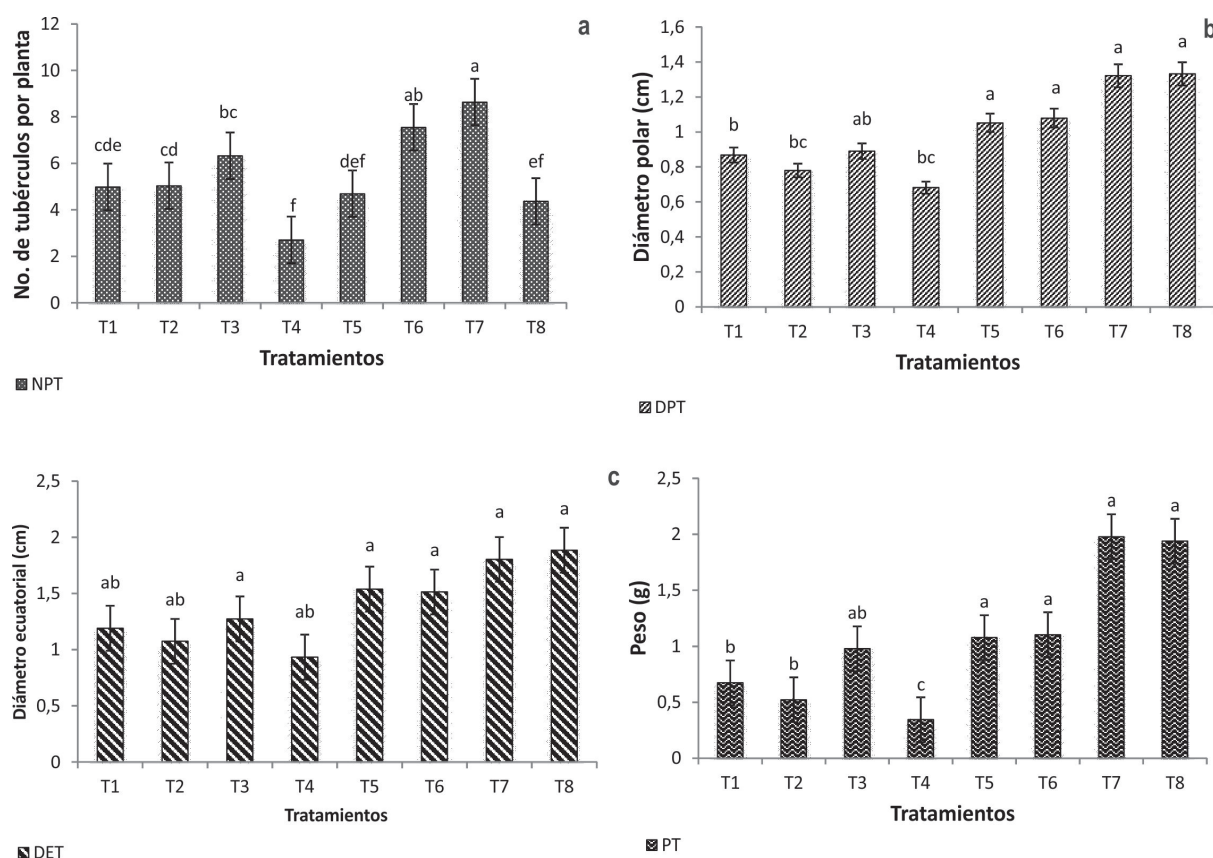 a
No. de tubérculos por planta
12
10
8
6
4
2
0
cde
cd
bc
f
def
ab
a
ef
T1 T2 T3 T4 T5 T6 T7 T8
Tratamientos
NPT
b
Diámetro polar (cm)
1,6
1,4
1,2
1
0,8
0,6
0,4
0,2
0
b
bc
ab
bc
a
a
a
a
T1 T2 T3 T4 T5 T6 T7 T8
Tratamientos
DPT
c
Diámetro ecuatorial (cm)
2,5
2
1,5
1
0,5
0
ab
ab
a
ab
a
a
a
a
T1 T2 T3 T4 T5 T6 T7 T8
Tratamientos
DET
Peso (g)
2,5
2
1,5
1
0,5
0
b
b
ab
c
a
a
a
a
T1 T2 T3 T4 T5 T6 T7 T8
Tratamientos
PT